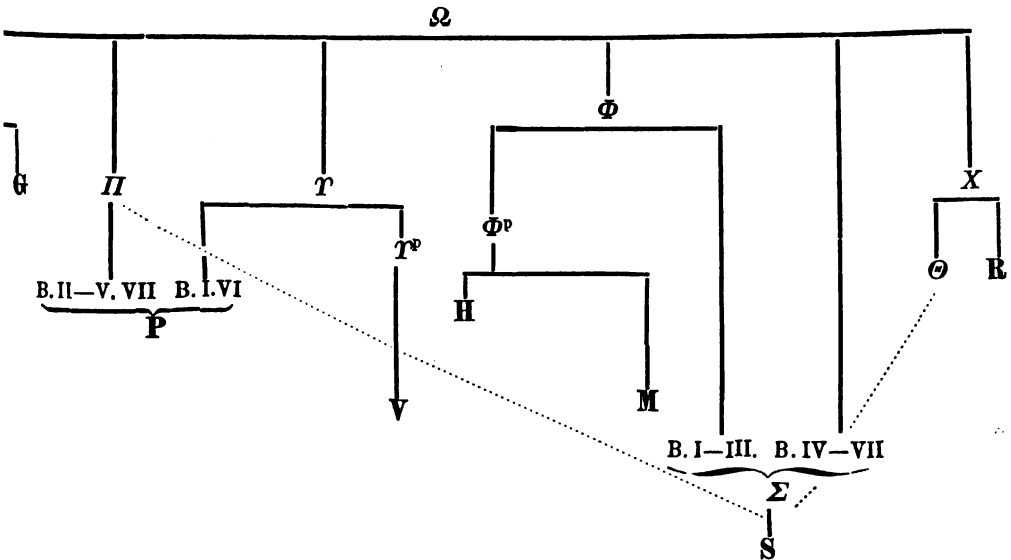 Ω
Φ
G Π ϒ X
Φᵖ
ϒᵖ
Θ R
B. II—V. VII B. I. VI
H
P
V M
B. I—III. B. IV—VII
Σ
S